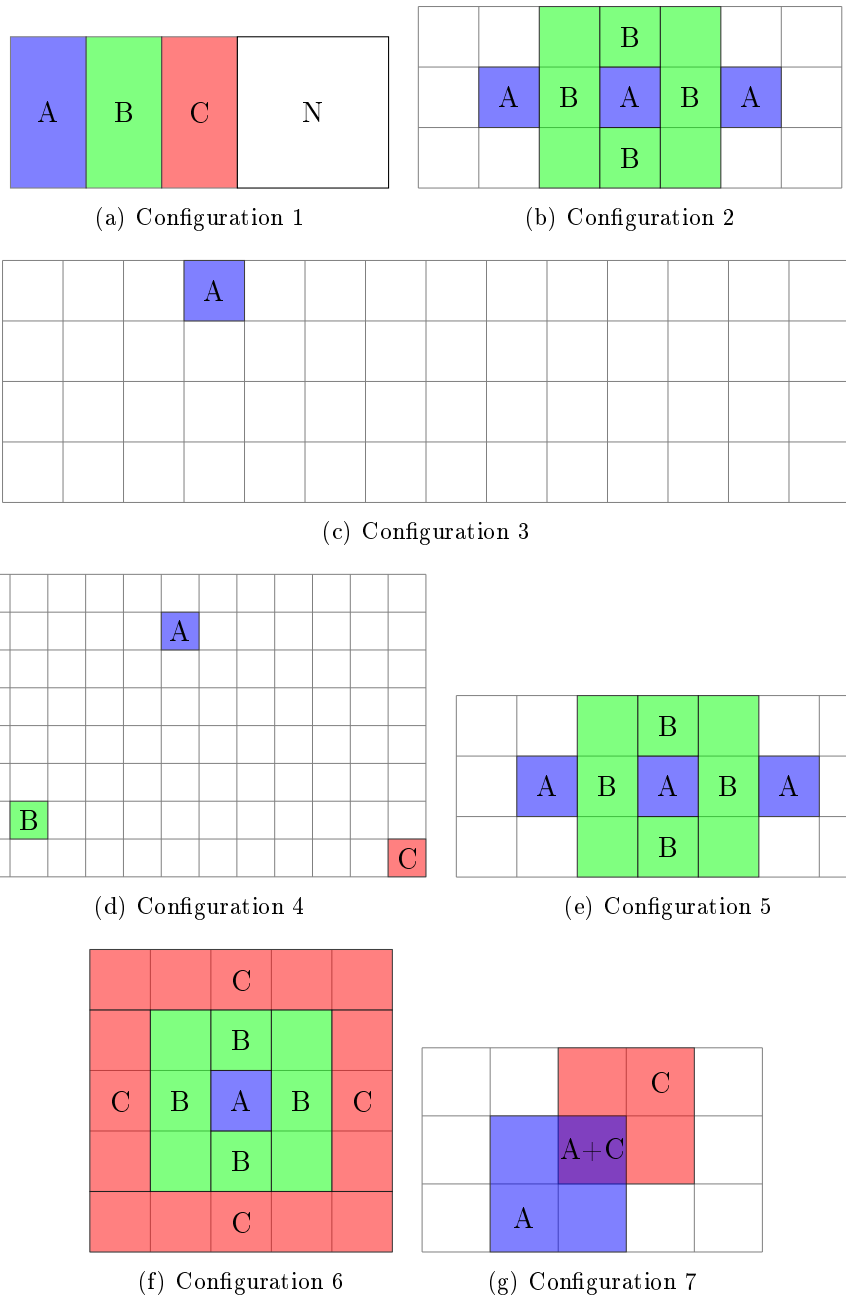 A B C N
(a) Configuration 1
B
A B A B A
B
(b) Configuration 2
A
(c) Configuration 3
A
B
C
(d) Configuration 4
B
A B A B A
B
(e) Configuration 5
C
B
C B A B C
B
C
(f) Configuration 6
C
A+C
A
(g) Configuration 7